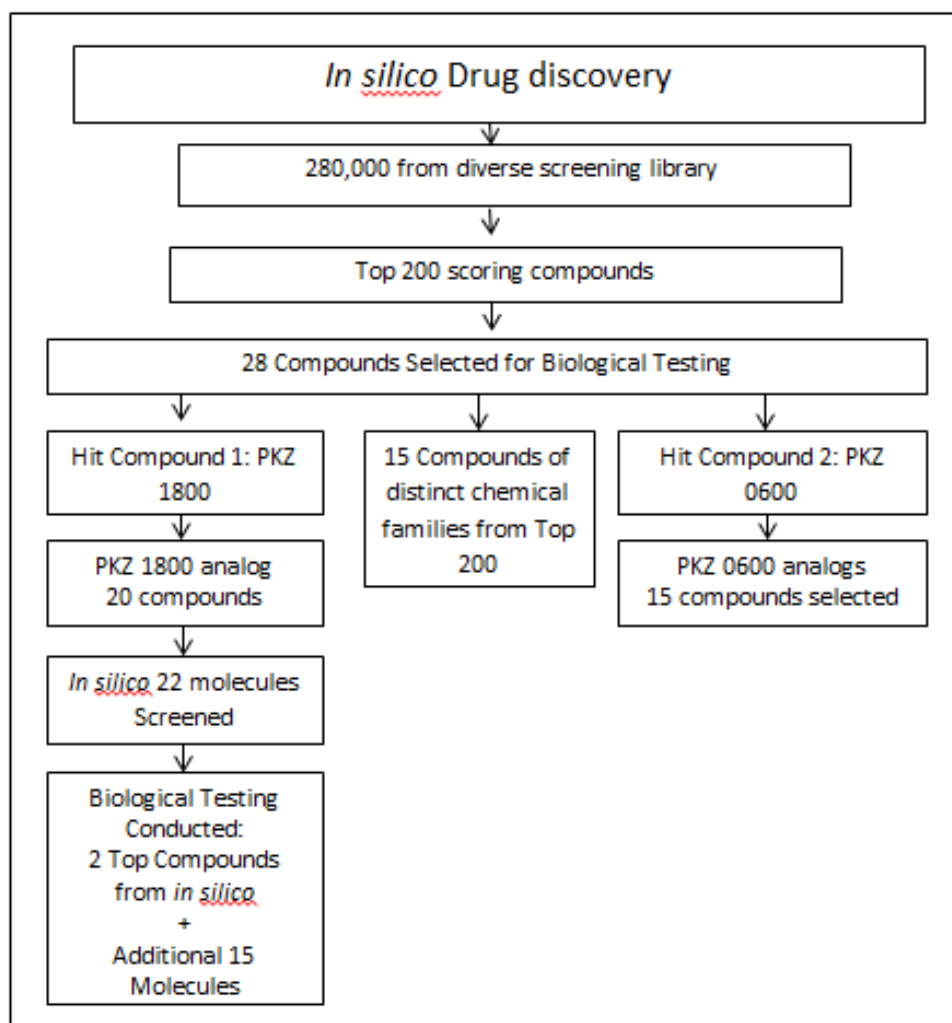 In silico Drug discovery
280,000 from diverse screening library
Top 200 scoring compounds
28 Compounds Selected for Biological Testing
Hit Compound 1: PKZ
1800
15 Compounds of
distinct chemical
families from Top
200
Hit Compound 2: PKZ
0600
PKZ 1800 analog
20 compounds
PKZ 0600 analogs
15 compounds selected
In silico 22 molecules
Screened
Biological Testing
Conducted:
2 Top Compounds
from in silico
+
Additional 15
Molecules